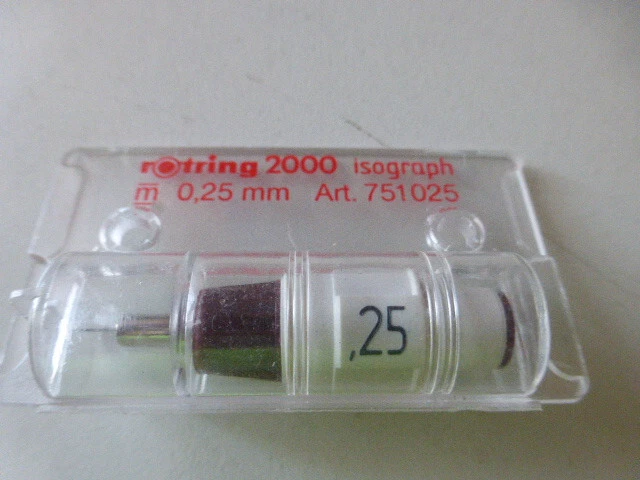 rotring 2000 isograph
m 0,25 mm Art. 751025
,25